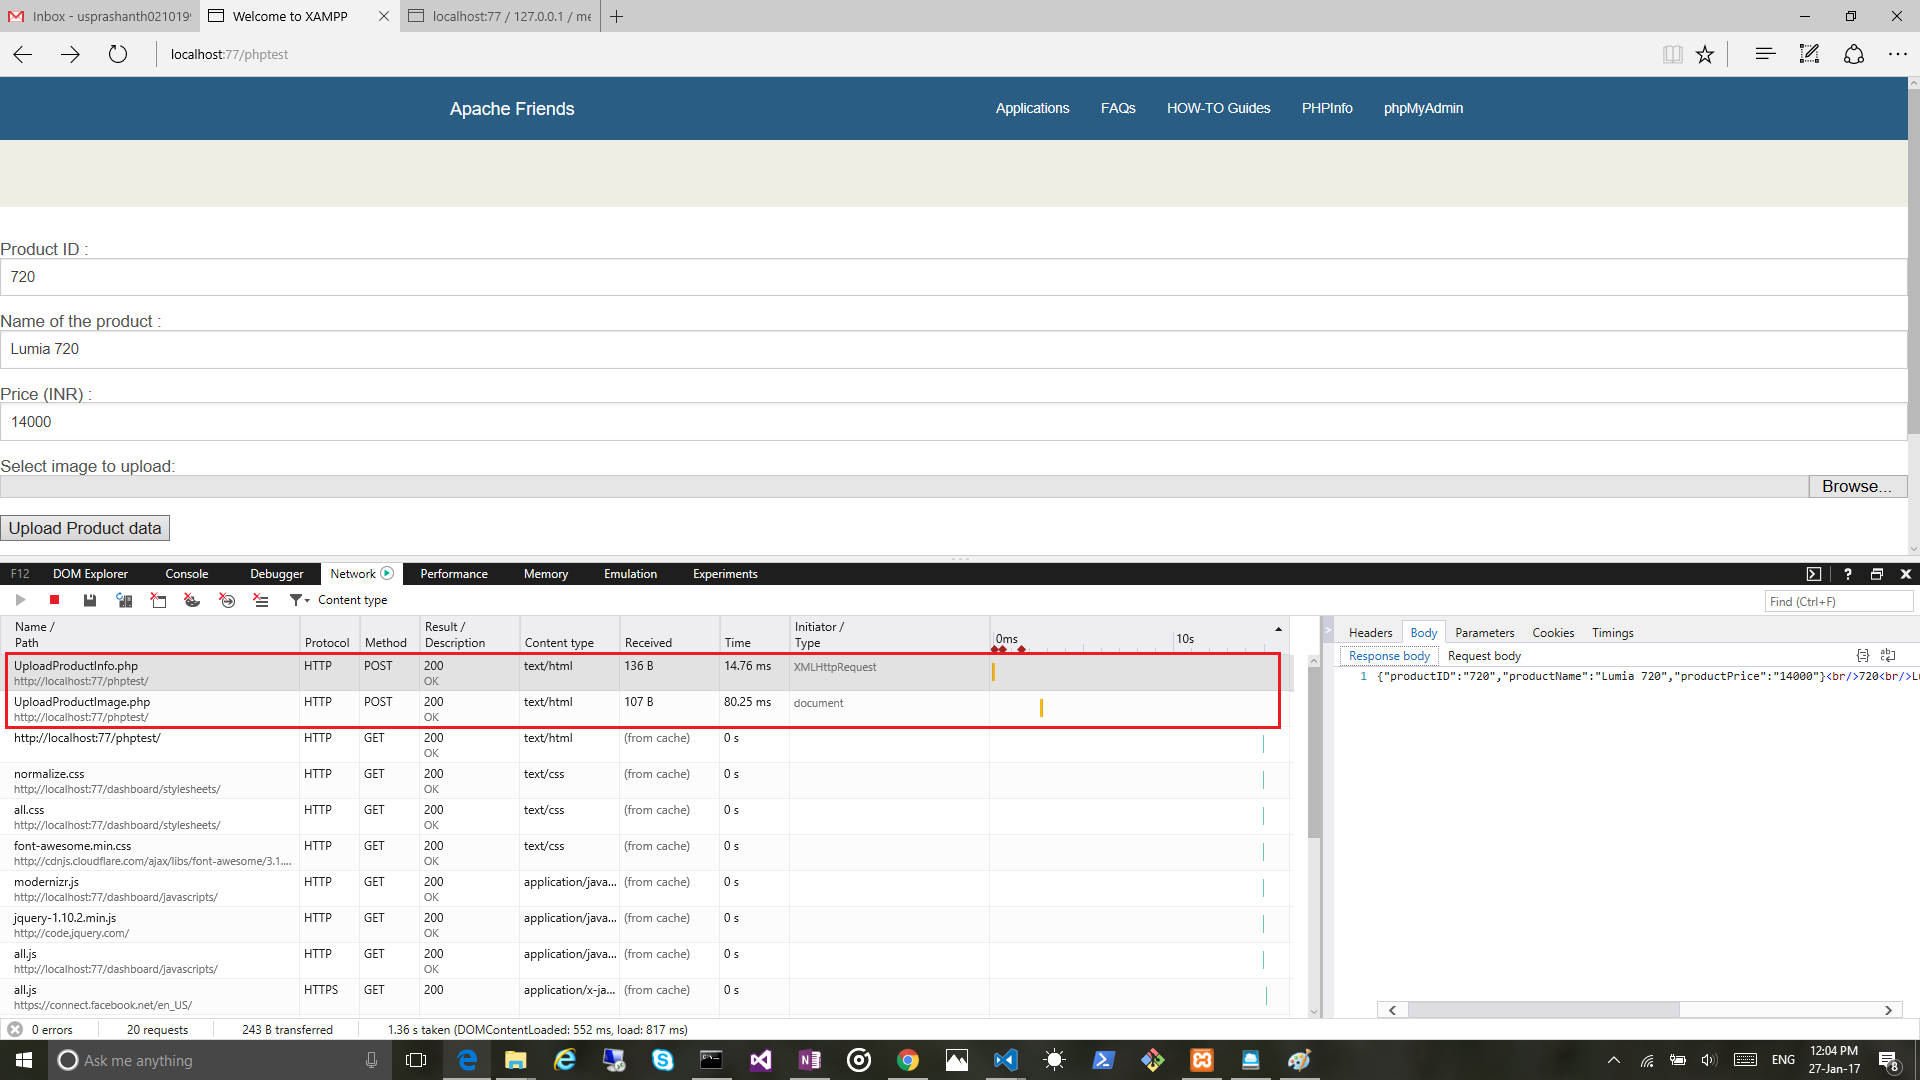 Inbox - usprashanth021019
Welcome to XAMPP
localhost:77 / 127.0.0.1 / me
localhost:77/phptest
Apache Friends
Applications FAQs HOW-TO Guides PHPInfo phpMyAdmin
Product ID :
720
Name of the product :
Lumia 720
Price (INR) :
14000
Select image to upload:
Browse...
Upload Product data
F12 DOM Explorer Console Debugger Network Performance Memory Emulation Experiments ?
Content type
Find (Ctrl+F)
Name / Path Protocol Method Result / Description Content type Received Time Initiator / Type 0ms 10s
UploadProductInfo.php HTTP POST 200 text/html 136 B 14.76 ms XMLHttpRequest
http://localhost:77/phptest/ OK
UploadProductImage.php HTTP POST 200 text/html 107 B 80.25 ms document
http://localhost:77/phptest/ OK
http://localhost:77/phptest/ HTTP GET 200 text/html (from cache) 0 s
OK
normalize.css HTTP GET 200 text/css (from cache) 0 s
http://localhost:77/dashboard/stylesheets/ OK
all.css HTTP GET 200 text/css (from cache) 0 s
http://localhost:77/dashboard/stylesheets/ OK
font-awesome.min.css HTTP GET 200 text/css (from cache) 0 s
http://cdnjs.cloudflare.com/ajax/libs/font-awesome/3.1.... OK
modernizr.js HTTP GET 200 application/java... (from cache) 0 s
http://localhost:77/dashboard/javascripts/ OK
jquery-1.10.2.min.js HTTP GET 200 application/java... (from cache) 0 s
http://code.jquery.com/ OK
all.js HTTP GET 200 application/java... (from cache) 0 s
http://localhost:77/dashboard/javascripts/ OK
all.js HTTPS GET 200 application/x-ja... (from cache) 0 s
https://connect.facebook.net/en_US/
Headers Body Parameters Cookies Timings
Response body Request body
1 {"productID":"720","productName":"Lumia 720","productPrice":"14000"}<br/>720<br/>Lu
0 errors 20 requests 243 B transferred 1.36 s taken (DOMContentLoaded: 552 ms, load: 817 ms)
Ask me anything
ENG
12:04 PM
27-Jan-17
8